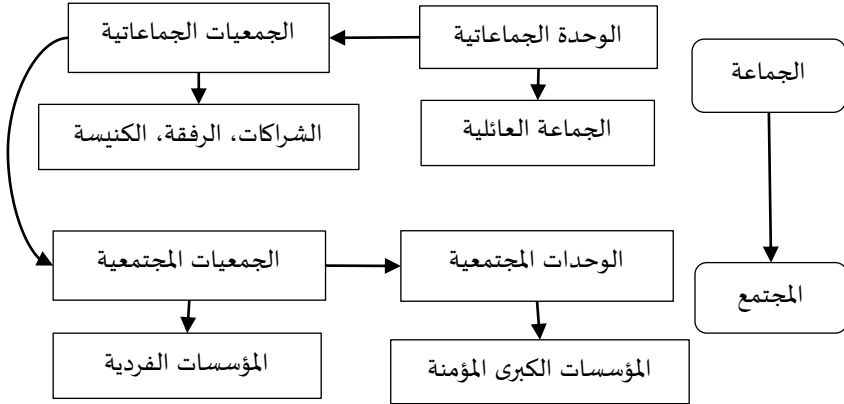 الجماعة
الوحدة الجماعاتية
الجمعيات الجماعاتية
الجماعة العائلية
الشراكات، الرفقة، الكنيسة
المجتمع
الوحدات المجتمعية
الجمعيات المجتمعية
المؤسسات الكبرى المؤمنة
المؤسسات الفردية